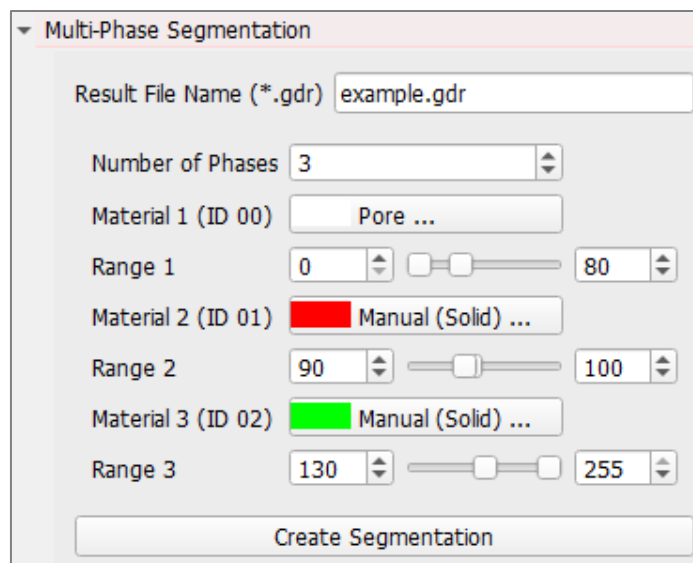 Multi-Phase Segmentation
Result File Name (*.gdr) example.gdr
Number of Phases 3
Material 1 (ID 00) Pore ...
Range 1 0 80
Material 2 (ID 01) Manual (Solid) ...
Range 2 90 100
Material 3 (ID 02) Manual (Solid) ...
Range 3 130 255
Create Segmentation